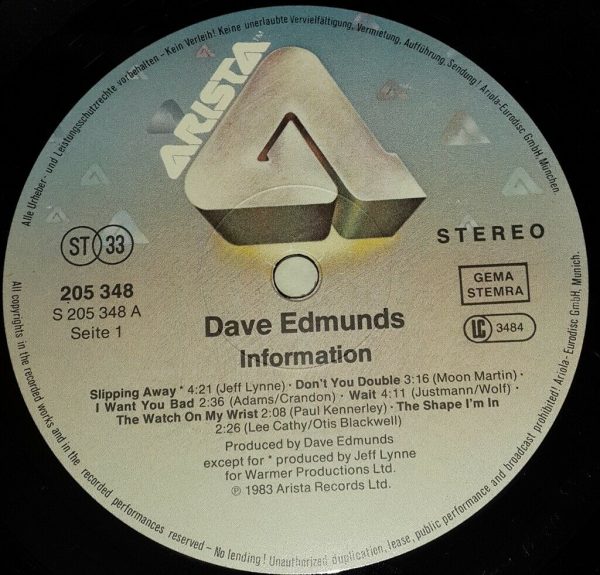 Alle Urheber- und Leistungsschutzrechte vorbehalten - Kein Verleih! Keine unerlaubte Vervielfältigung, Vermietung, Aufführung, Sendung! Ariola-Eurodisc GmbH, München.
ARISTA™
ST 33
STEREO
205 348
S 205 348 A
Seite 1
GEMA
STEMRA
LC 3484
Dave Edmunds
Information
Slipping Away * 4:21 (Jeff Lynne) · Don't You Double 3:16 (Moon Martin) ·
I Want You Bad 2:36 (Adams/Crandon) · Wait 4:11 (Justmann/Wolf) ·
The Watch On My Wrist 2:08 (Paul Kennerley) · The Shape I'm In
2:26 (Lee Cathy/Otis Blackwell)
Produced by Dave Edmunds
except for * produced by Jeff Lynne
for Warmer Productions Ltd.
℗ 1983 Arista Records Ltd.
All copyrights in the recorded works and in the recorded performances reserved - No lending! Unauthorized duplication, lease, public performance and broadcast prohibited! Ariola-Eurodisc GmbH, Munich.